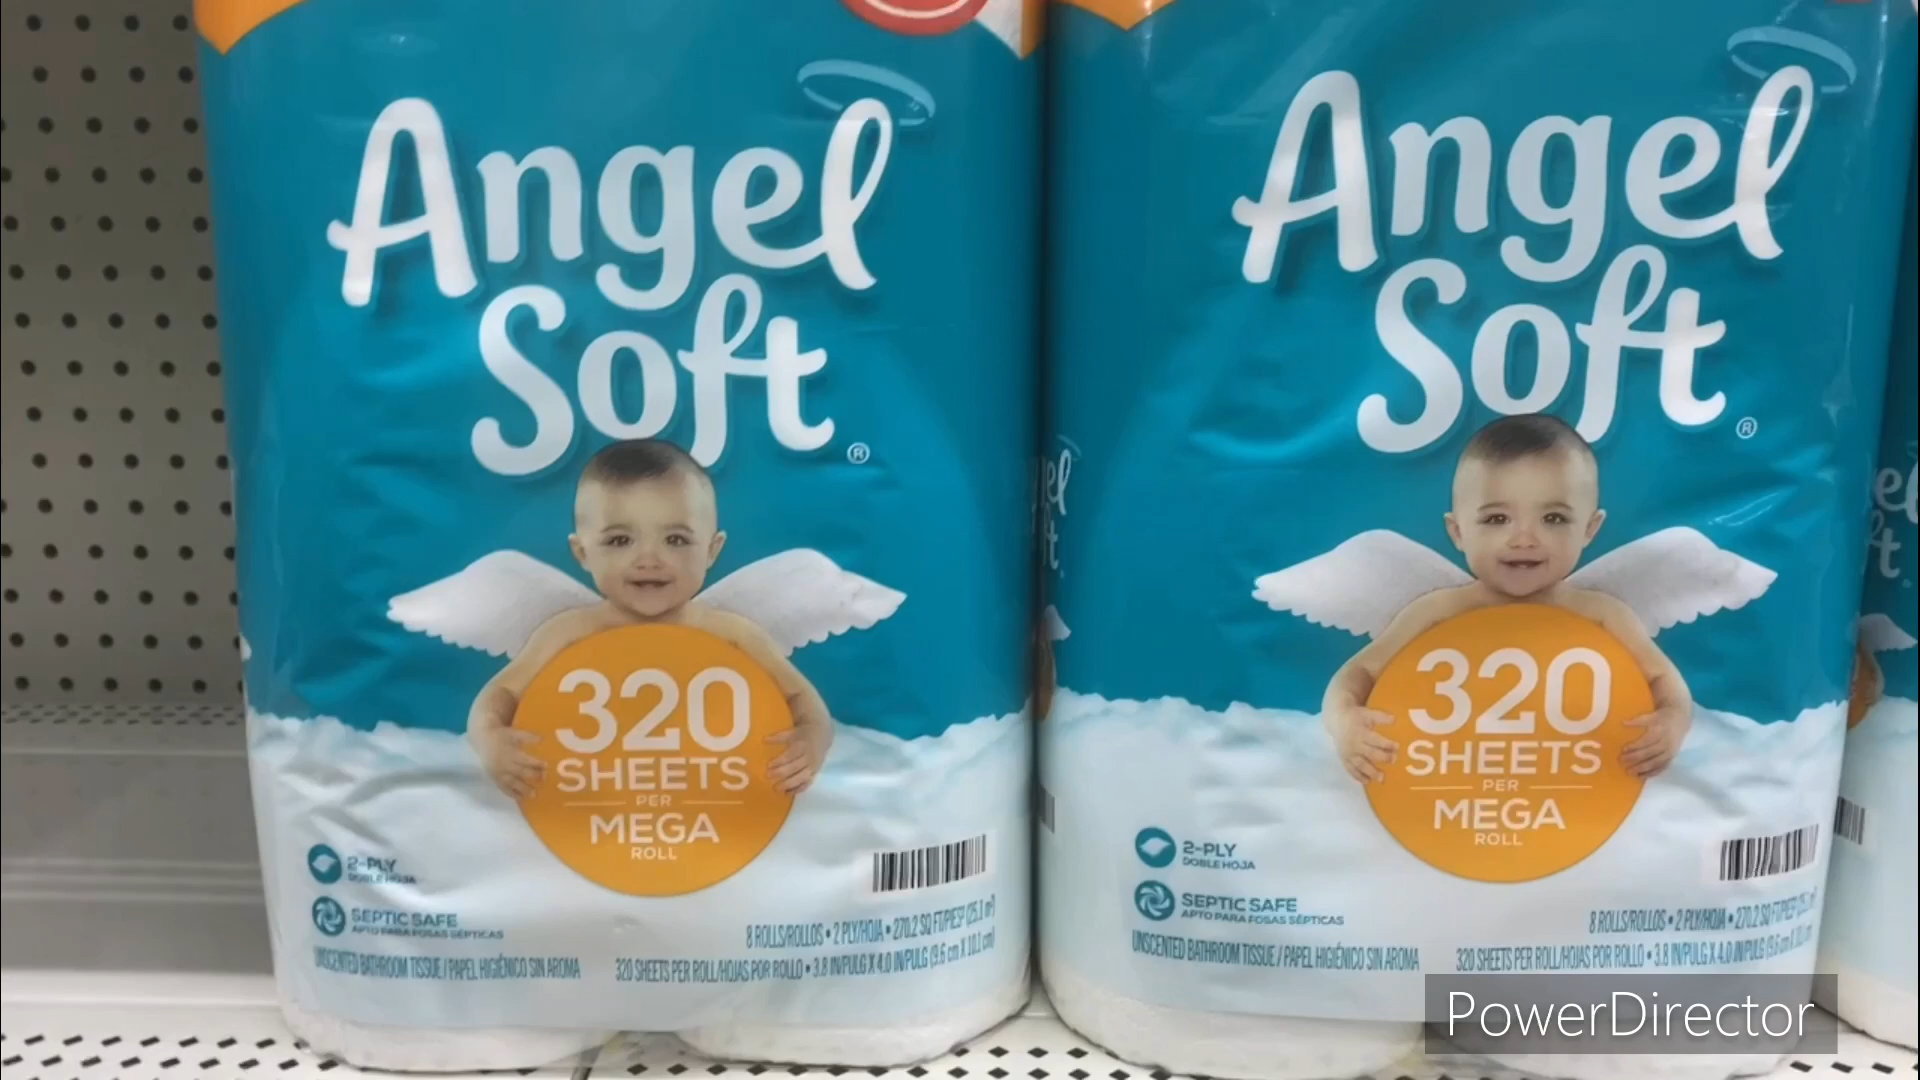 Angel
Soft
®
320
SHEETS
PER
MEGA
ROLL
2-PLY
DOBLE HOJA
SEPTIC SAFE
APTO PARA FOSAS SÉPTICAS
UNSCENTED BATHROOM TISSUE / PAPEL HIGIÉNICO SIN AROMA
8 ROLLS/ROLLOS • 2 PLY/HOJA • 270.2 SQ FT/PIES² (25.1 m²)
320 SHEETS PER ROLL/HOJAS POR ROLLO • 3.8 IN/PULG X 4.0 IN/PULG (9.6 cm X 10.1 cm)
Angel
Soft
®
320
SHEETS
PER
MEGA
ROLL
2-PLY
DOBLE HOJA
SEPTIC SAFE
APTO PARA FOSAS SÉPTICAS
UNSCENTED BATHROOM TISSUE / PAPEL HIGIÉNICO SIN AROMA
8 ROLLS/ROLLOS • 2 PLY/HOJA • 270.2 SQ FT/PIES²
320 SHEETS PER ROLL/HOJAS POR ROLLO • 3.8 IN/PULG X 4.0 IN/PULG
PowerDirector